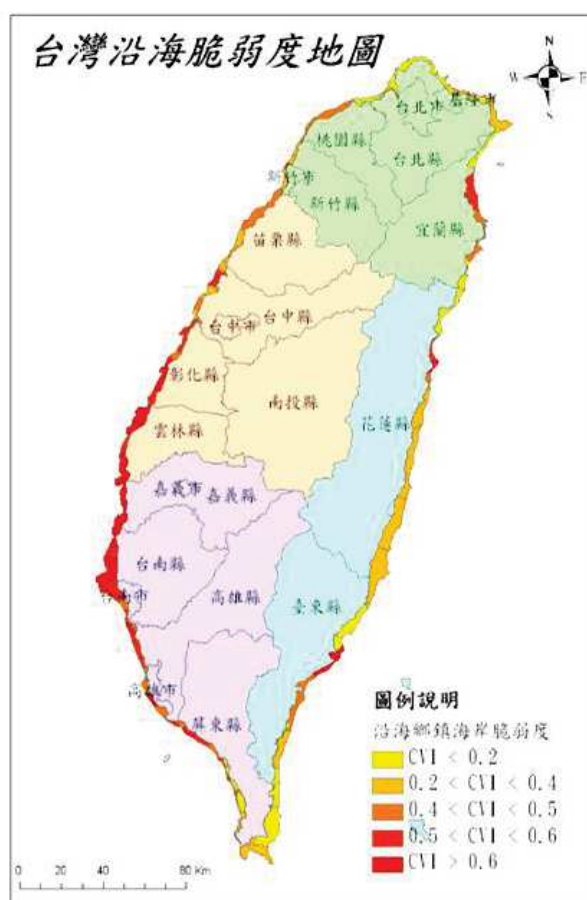 台灣沿海脆弱度地圖
N
W E
S
台北市
基隆市
桃園縣
台北縣
新竹市
新竹縣
宜蘭縣
苗栗縣
台中縣
台中市
彰化縣
南投縣
花蓮縣
雲林縣
嘉義市
嘉義縣
台南縣
台南市
高雄縣
臺東縣
高雄市
屏東縣
圖例說明
沿海鄉鎮海岸脆弱度
CVI < 0.2
0.2 < CVI < 0.4
0.4 < CVI < 0.5
0.5 < CVI < 0.6
CVI > 0.6
0 20 40 80 Km